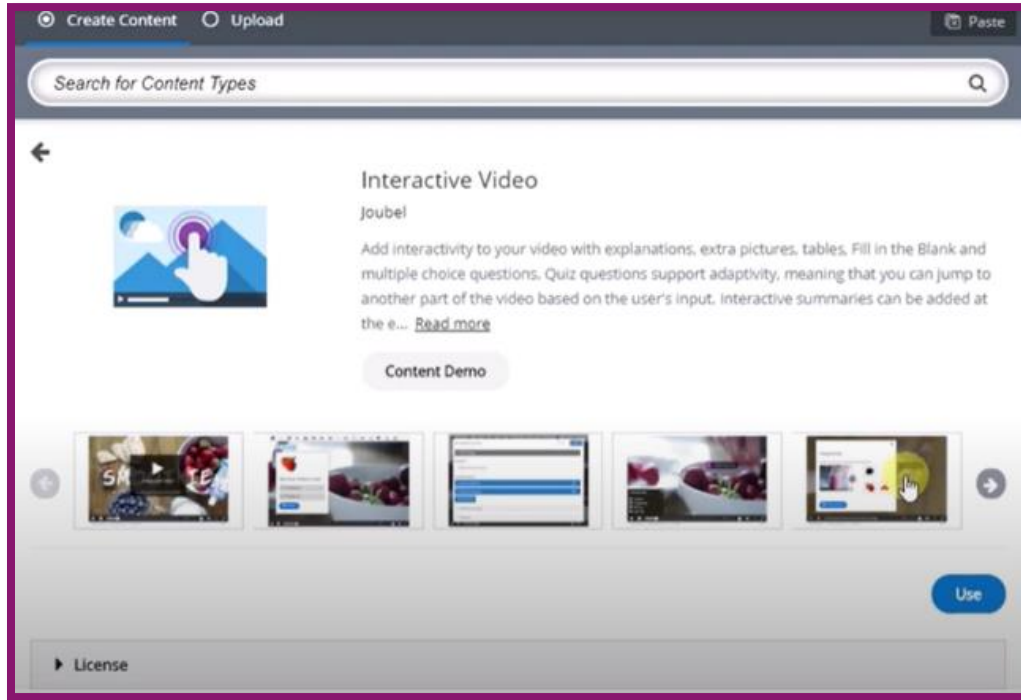 Create Content Upload Paste
Search for Content Types
Interactive Video
Joubel
Add interactivity to your video with explanations, extra pictures, tables, Fill in the Blank and
multiple choice questions. Quiz questions support adaptivity, meaning that you can jump to
another part of the video based on the user's input. Interactive summaries can be added at
the e... Read more
Content Demo
Use
License